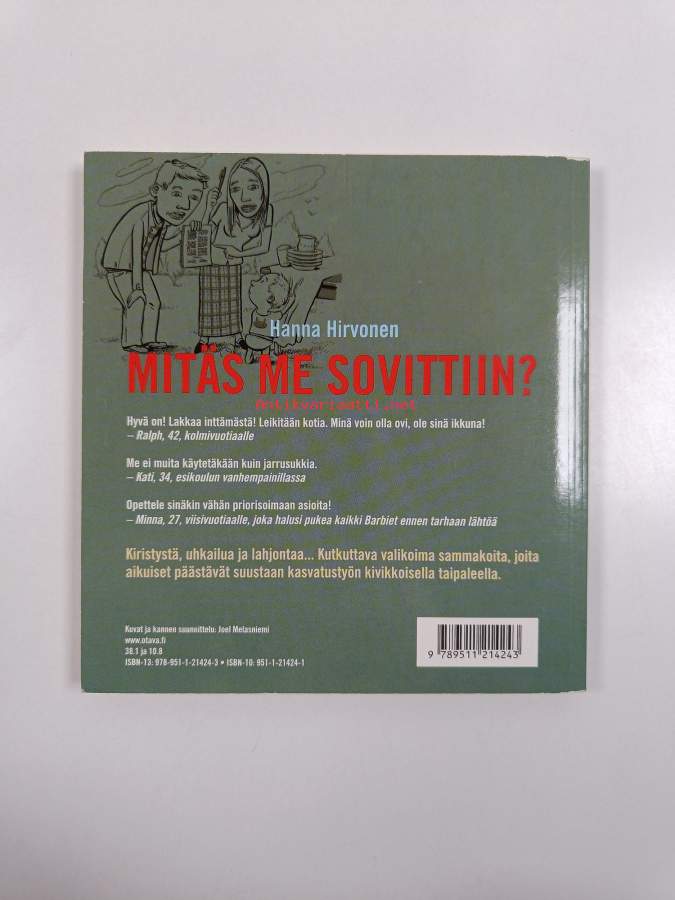 Hanna Hirvonen
MITÄS ME SOVITTIIN?
Antikvariaatti.net
Hyvä on! Lakkaa inttämästä! Leikitään kotia. Minä voin olla ovi, ole sinä ikkuna!
– Ralph, 42, kolmivuotiaalle
Me ei muita käytetäkään kuin jarrusukkia.
– Kati, 34, esikoulun vanhempainillassa
Opettele sinäkin vähän priorisoimaan asioita!
– Minna, 27, viisivuotiaalle, joka halusi pukea kaikki Barbiet ennen tarhaan lähtöä
Kiristystä, uhkailua ja lahjontaa... Kutkuttava valikoima sammakoita, joita
aikuiset päästävät suustaan kasvatustyön kivikkoisella taipaleella.
Kuvat ja kannen suunnittelu: Joel Melasniemi
www.otava.fi
38.1 ja 10.8
ISBN-13: 978-951-1-21424-3 • ISBN-10: 951-1-21424-1
9 789511 214243